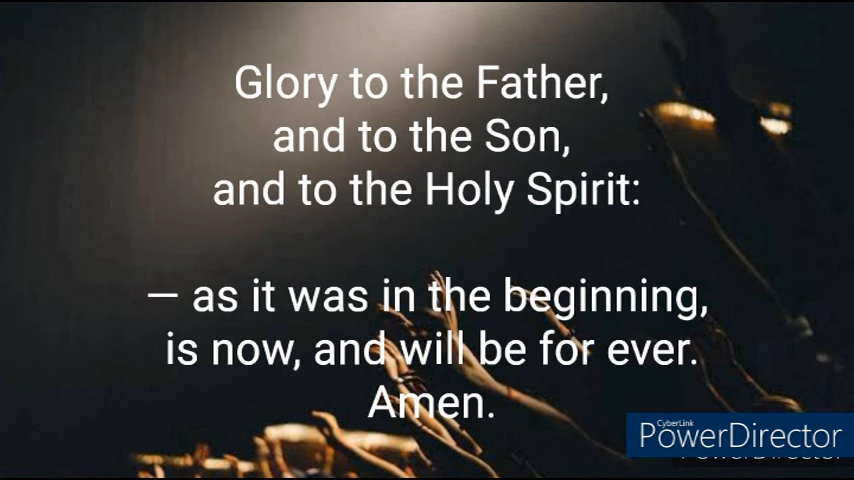 Glory to the Father,
and to the Son,
and to the Holy Spirit:
— as it was in the beginning,
is now, and will be for ever.
Amen.
CyberLink
PowerDirector
PowerDirector